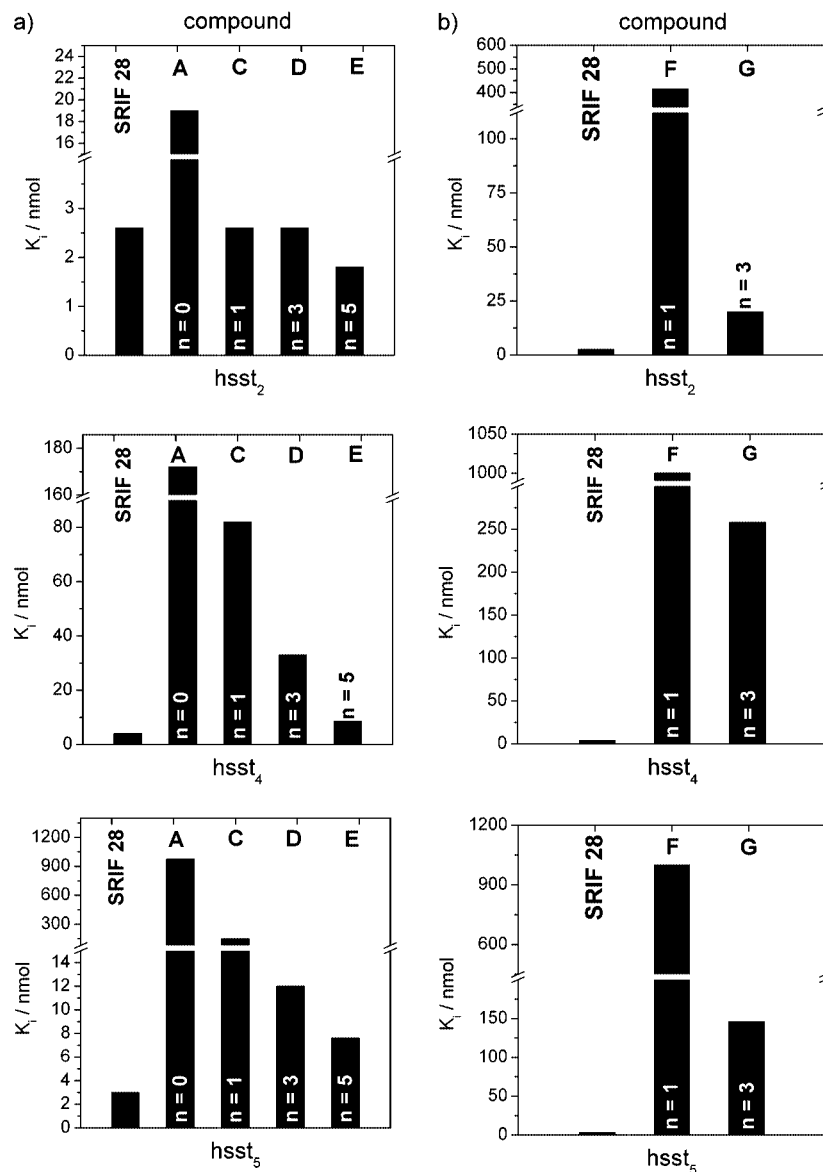 a)
compound
24
23
22
21
20
19
18
16
3
2
1
0
K_i / nmol
SRIF 28
A
C
D
E
n = 0
n = 1
n = 3
n = 5
hsst_2
b)
compound
600
500
400
100
75
50
25
0
K_i / nmol
SRIF 28
F
G
n = 1
n = 3
hsst_2
180
160
80
60
40
20
0
K_i / nmol
SRIF 28
A
C
D
E
n = 0
n = 1
n = 3
n = 5
hsst_4
1050
1000
250
200
150
100
50
0
K_i / nmol
SRIF 28
F
G
n = 1
n = 3
hsst_4
1200
900
600
300
14
12
10
8
6
4
2
0
K_i / nmol
SRIF 28
A
C
D
E
n = 0
n = 1
n = 3
n = 5
hsst_5
1200
900
600
150
100
50
0
K_i / nmol
SRIF 28
F
G
n = 1
n = 3
hsst_5